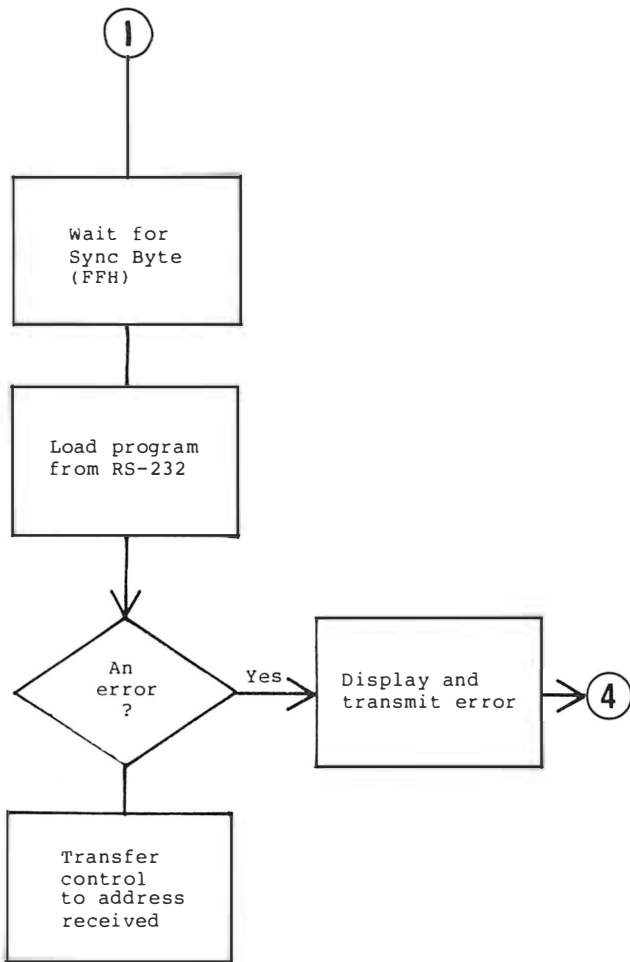 1
Wait for
Sync Byte
(FFH)
Load program
from RS-232
An
error
?
Yes
Display and
transmit error
4
Transfer
control
to address
received